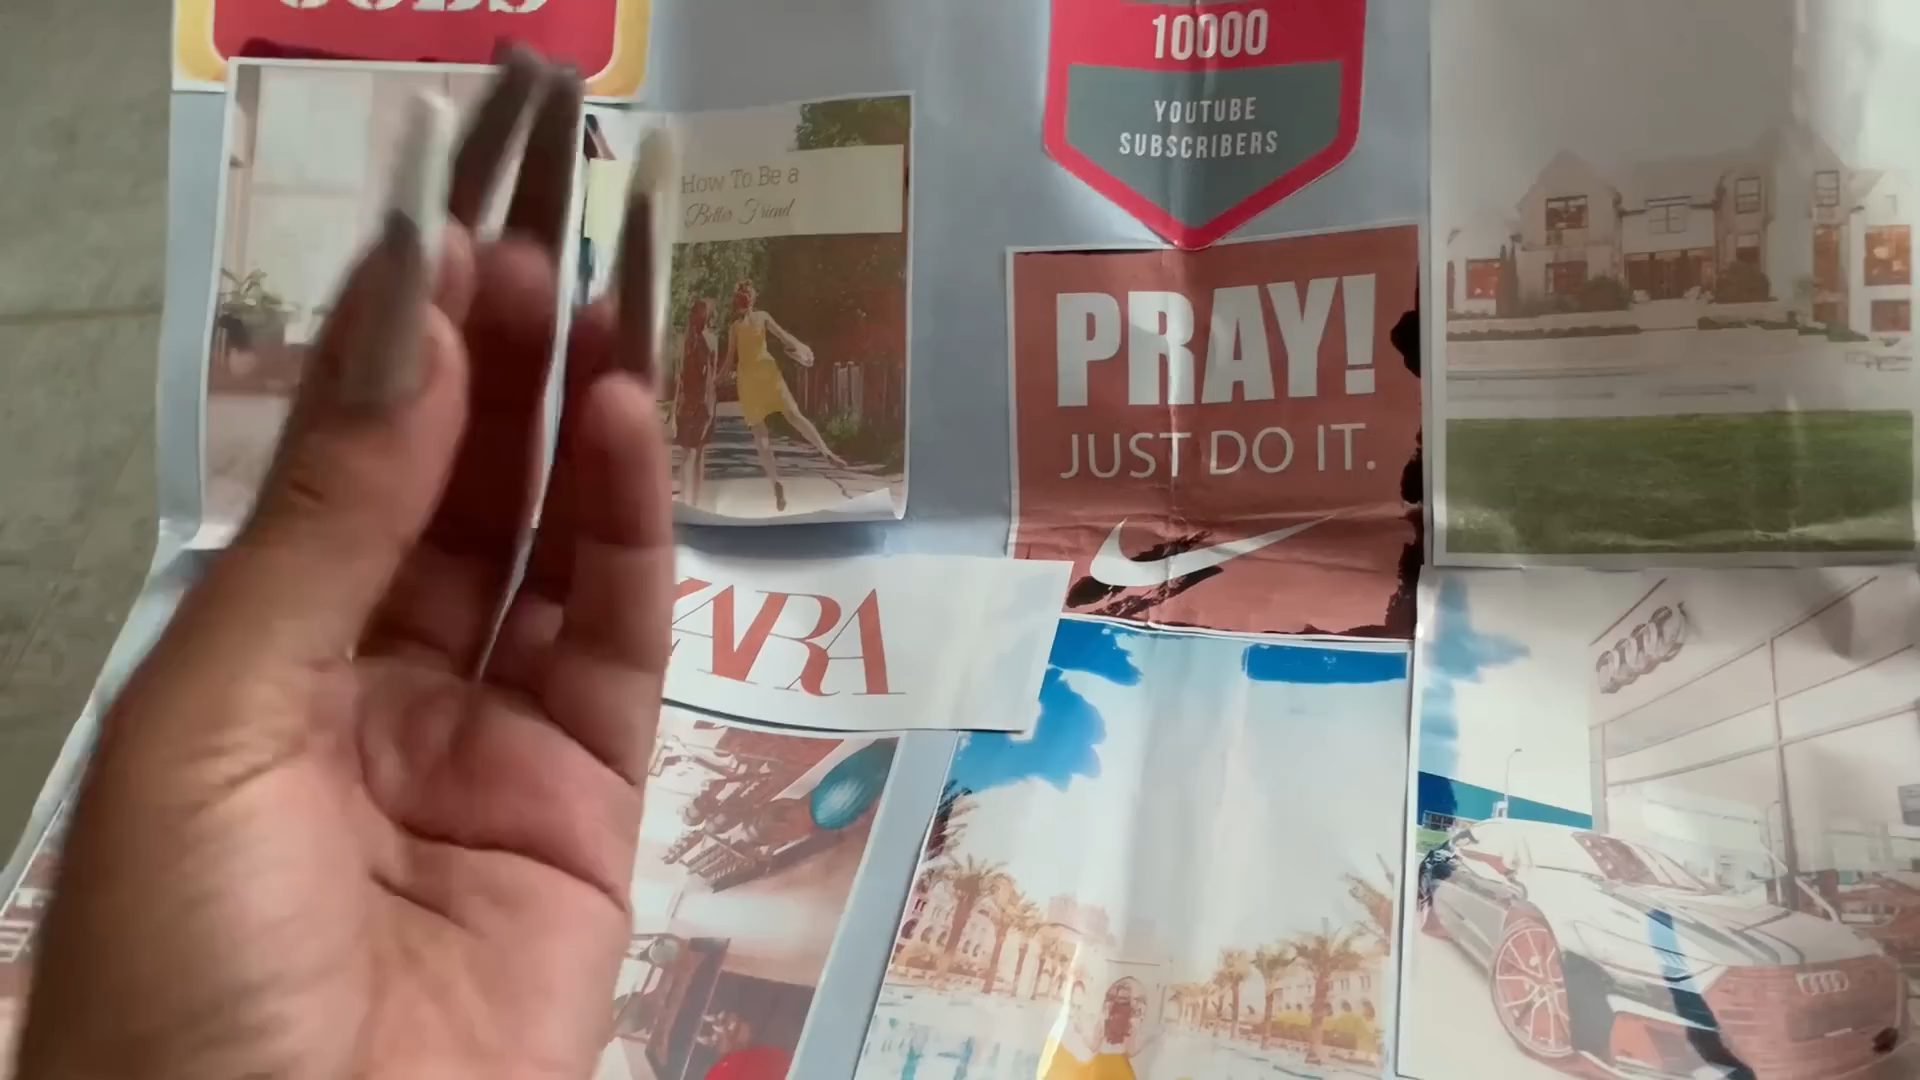 10000
YOUTUBE
SUBSCRIBERS
How To Be a
Better Friend
PRAY!
JUST DO IT.
ZARA